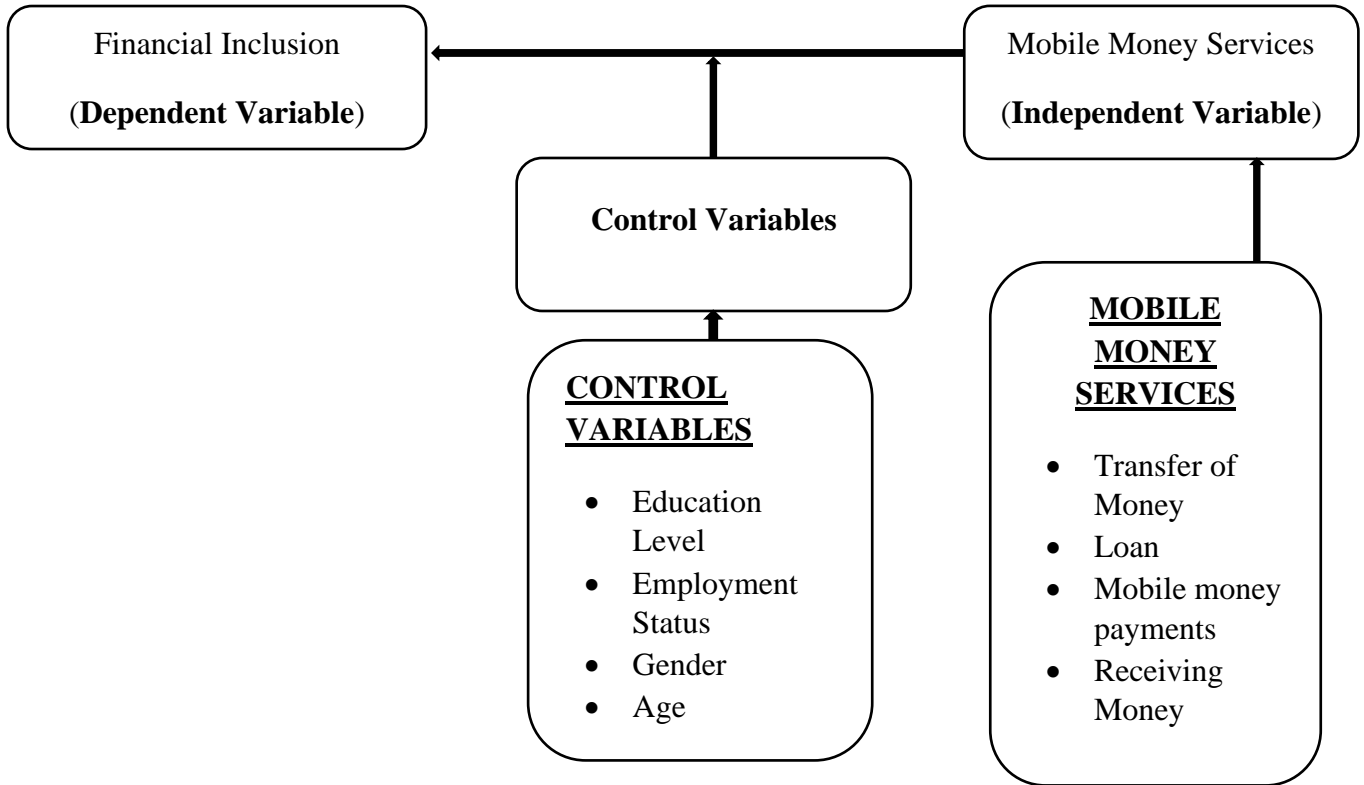 Financial Inclusion
(Dependent Variable)
Mobile Money Services
(Independent Variable)
Control Variables
CONTROL
VARIABLES
• Education
Level
• Employment
Status
• Gender
• Age
MOBILE
MONEY
SERVICES
• Transfer of
Money
• Loan
• Mobile money
payments
• Receiving
Money